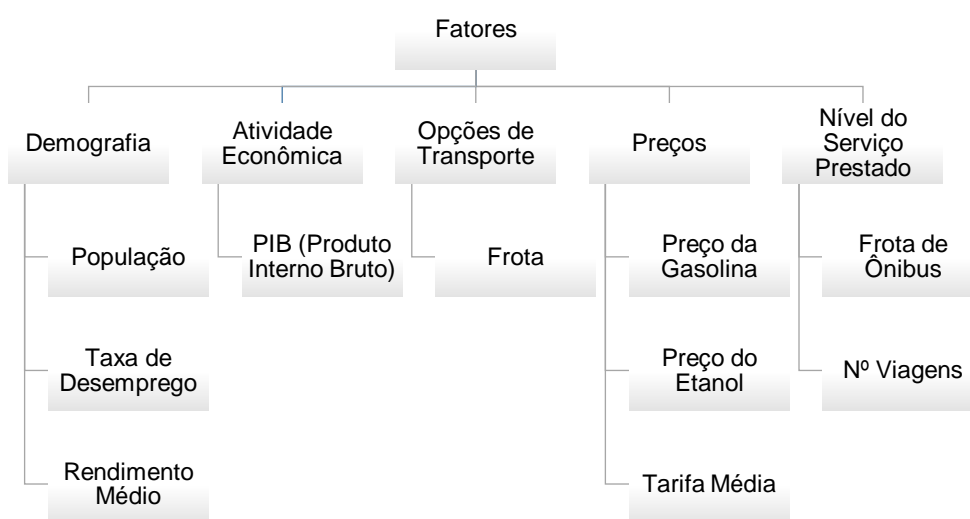 Fatores
Demografia
Atividade
Econômica
Opções de
Transporte
Preços
Nível do
Serviço
Prestado
População
PIB (Produto
Interno Bruto)
Frota
Preço da
Gasolina
Frota de
Ônibus
Taxa de
Desemprego
Preço do
Etanol
Nº Viagens
Rendimento
Médio
Tarifa Média